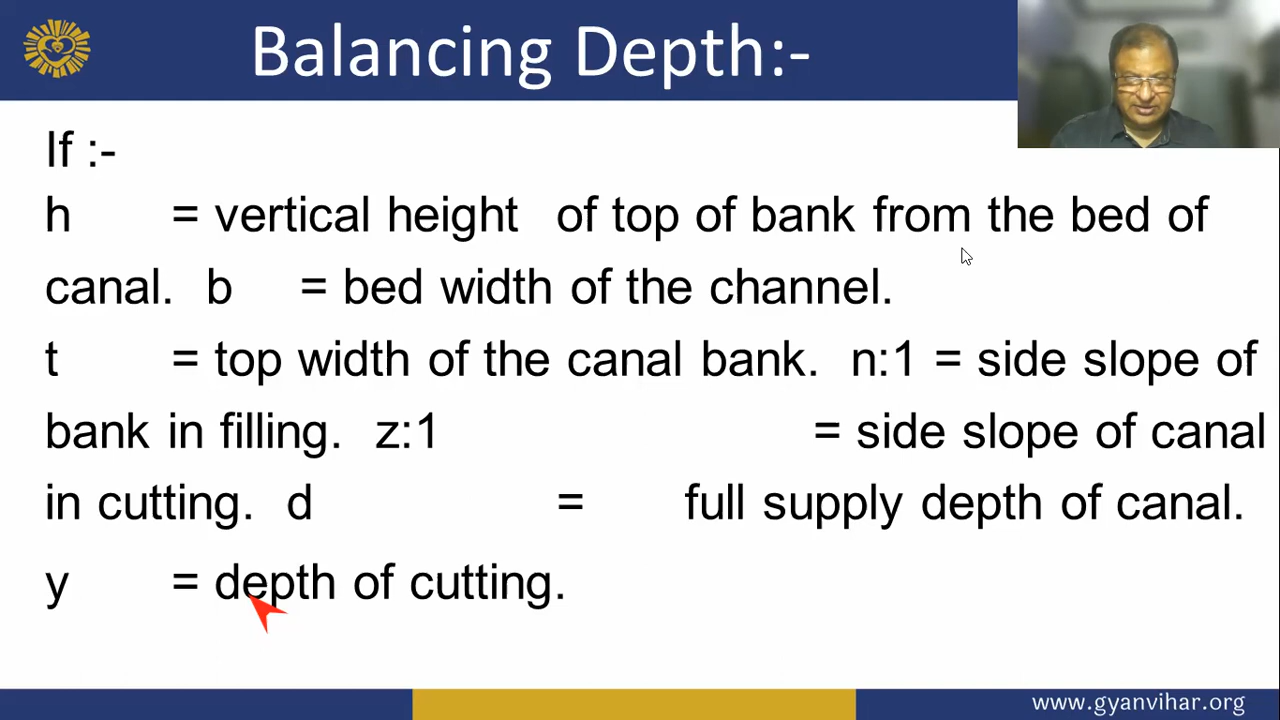 Balancing Depth:-
If :-
h = vertical height of top of bank from the bed of
canal. b = bed width of the channel.
t = top width of the canal bank. n:1 = side slope of
bank in filling. z:1 = side slope of canal
in cutting. d = full supply depth of canal.
y = depth of cutting.
www.gyanvihar.org